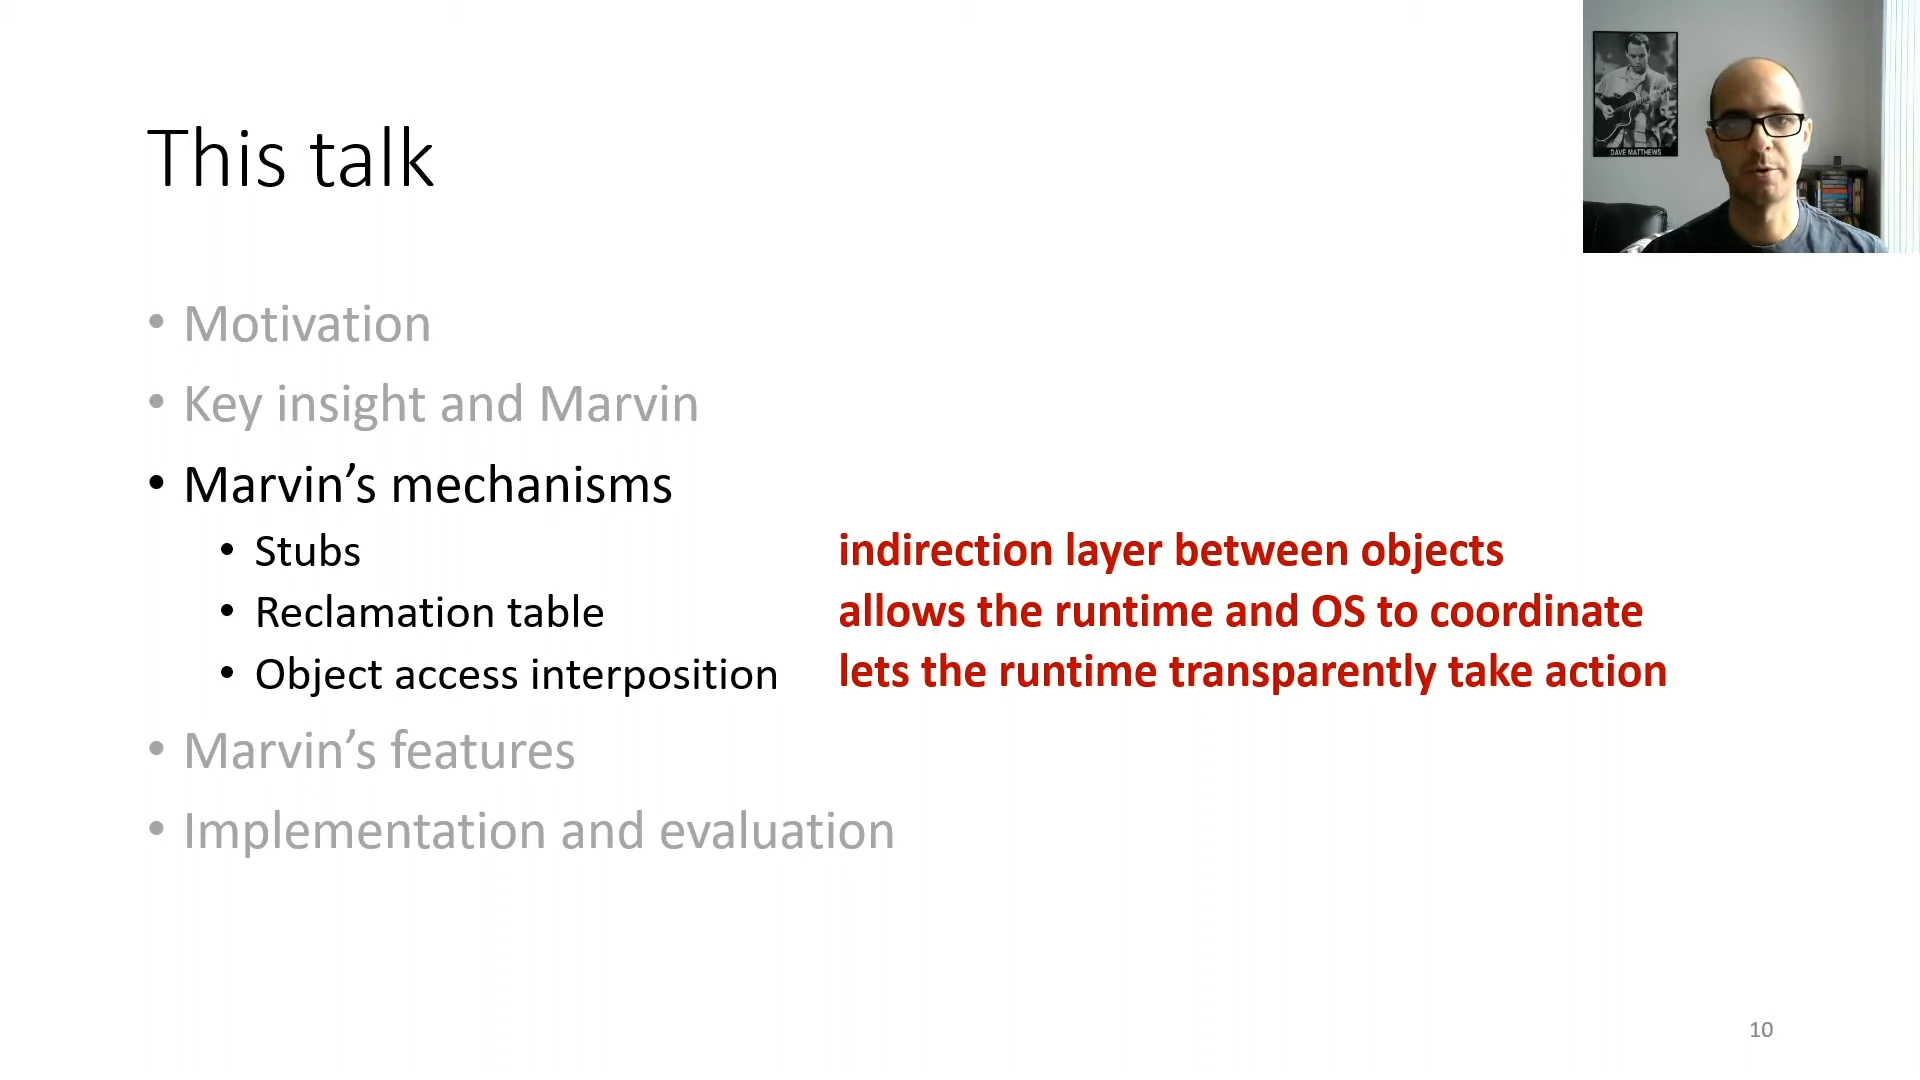 This talk
DAVE MATTHEWS
• Motivation
• Key insight and Marvin
• Marvin’s mechanisms
• Stubs indirection layer between objects
• Reclamation table allows the runtime and OS to coordinate
• Object access interposition lets the runtime transparently take action
• Marvin’s features
• Implementation and evaluation
10